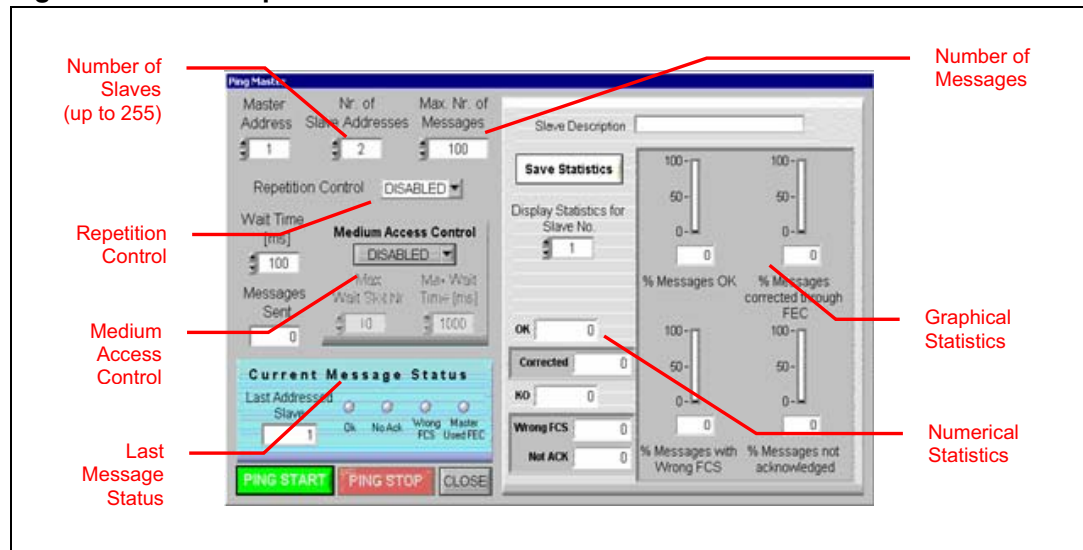 Number of
Slaves
(up to 255)
Repetition
Control
Medium
Access
Control
Last
Message
Status
Number of
Messages
Graphical
Statistics
Numerical
Statistics
Ping Master
Master
Address
1
Nr. of
Slave Addresses
2
Max. Nr. of
Messages
100
Repetition Control DISABLED
Wait Time
[ms]
100
Medium Access Control
DISABLED
Max
Wait Slot Nr
10
Max Wait
Time [ms]
1000
Messages
Sent
0
Current Message Status
Last Addressed
Slave
1
Ok
No Ack
Wrong
FCS
Master
Used FEC
PING START
PING STOP
CLOSE
Slave Description
Save Statistics
Display Statistics for
Slave No.
1
OK 0
Corrected 0
KO 0
Wrong FCS 0
Not ACK 0
100
50
0
0
% Messages OK
100
50
0
0
% Messages
corrected through
FEC
100
50
0
0
% Messages with
Wrong FCS
100
50
0
0
% Messages not
acknowledged